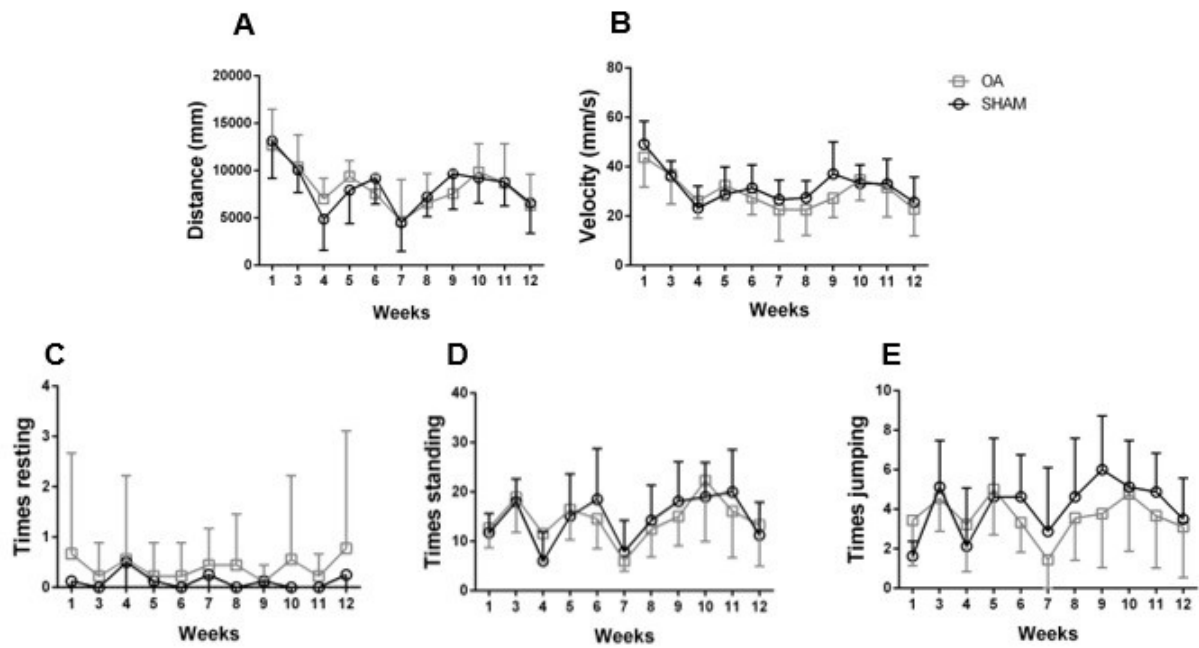 A
B
20000
15000
10000
5000
0
Distance (mm)
1 3 4 5 6 7 8 9 10 11 12
Weeks
80
60
40
20
0
Velocity (mm/s)
1 3 4 5 6 7 8 9 10 11 12
Weeks
OA
SHAM
C
D
E
4
3
2
1
0
Times resting
1 3 4 5 6 7 8 9 10 11 12
Weeks
40
30
20
10
0
Times standing
1 3 4 5 6 7 8 9 10 11 12
Weeks
10
8
6
4
2
0
Times jumping
1 3 4 5 6 7 8 9 10 11 12
Weeks